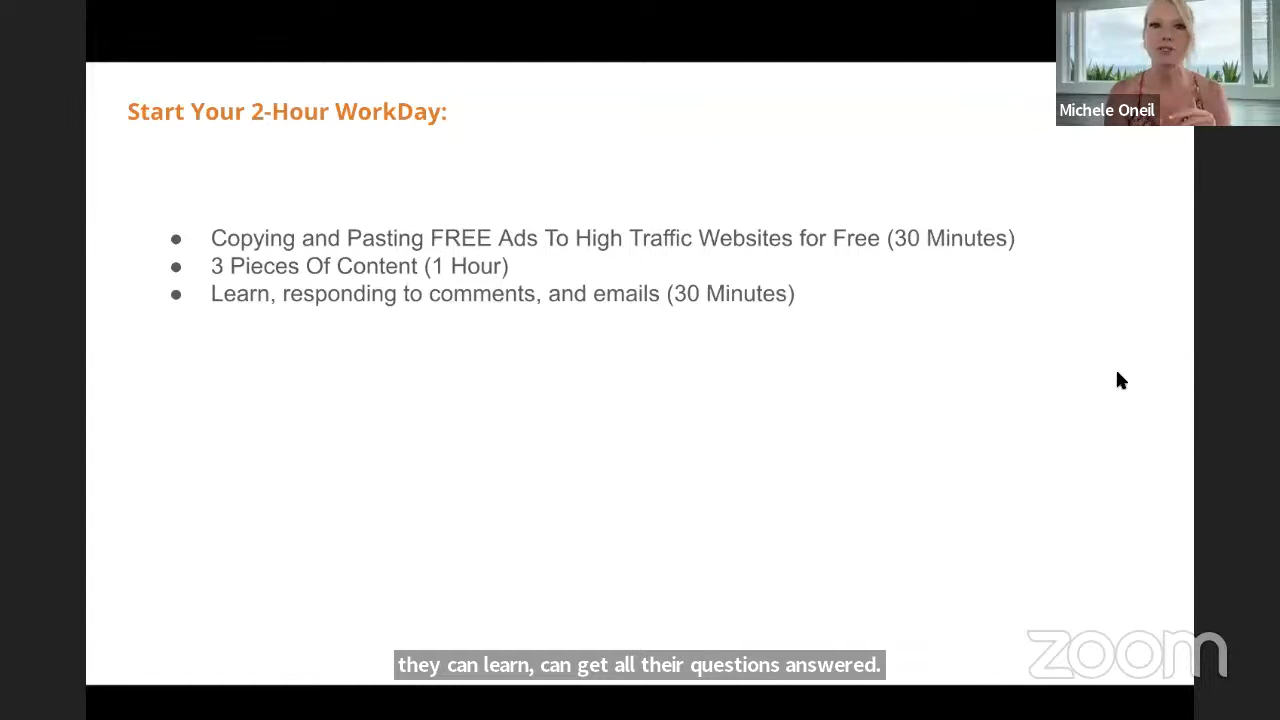 Start Your 2-Hour WorkDay:
Michele Oneil
● Copying and Pasting FREE Ads To High Traffic Websites for Free (30 Minutes)
● 3 Pieces Of Content (1 Hour)
● Learn, responding to comments, and emails (30 Minutes)
they can learn, can get all their questions answered.
zoom